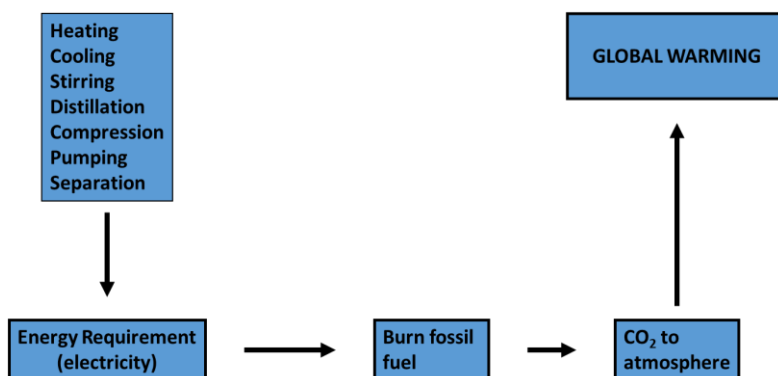 Heating
Cooling
Stirring
Distillation
Compression
Pumping
Separation
GLOBAL WARMING
Energy Requirement
(electricity)
Burn fossil
fuel
CO₂ to
atmosphere